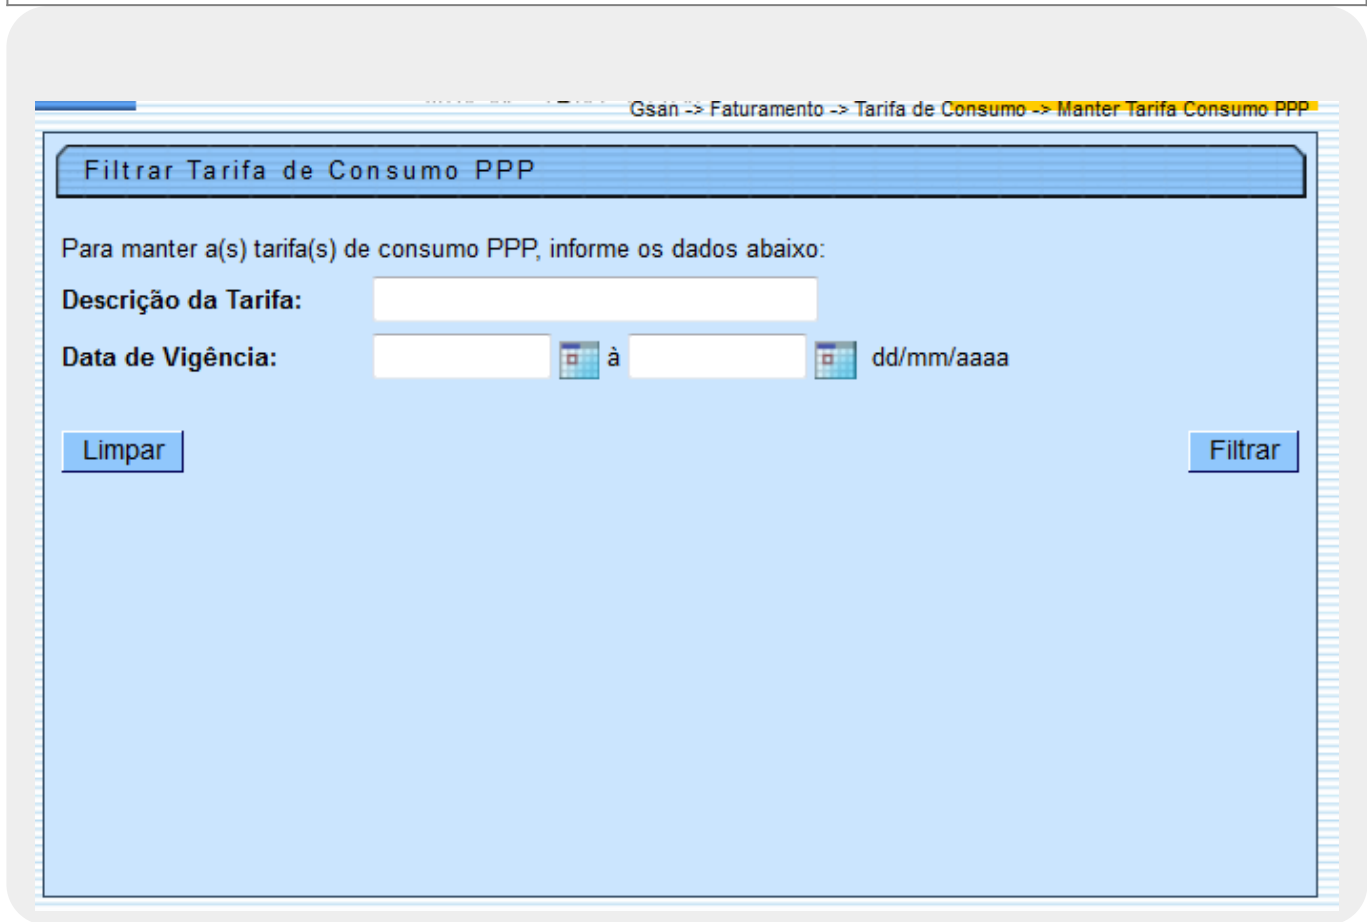 Gsan -> Faturamento -> Tarifa de Consumo -> Manter Tarifa Consumo PPP
Filtrar Tarifa de Consumo PPP
Para manter a(s) tarifa(s) de consumo PPP, informe os dados abaixo:
Descrição da Tarifa:
Data de Vigência: à dd/mm/aaaa
Limpar Filtrar